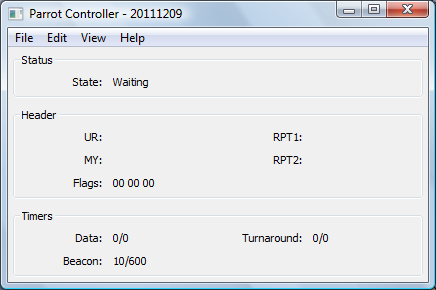 Parrot Controller - 20111209
File Edit View Help
Status
State: Waiting
Header
UR: RPT1:
MY: RPT2:
Flags: 00 00 00
Timers
Data: 0/0 Turnaround: 0/0
Beacon: 10/600